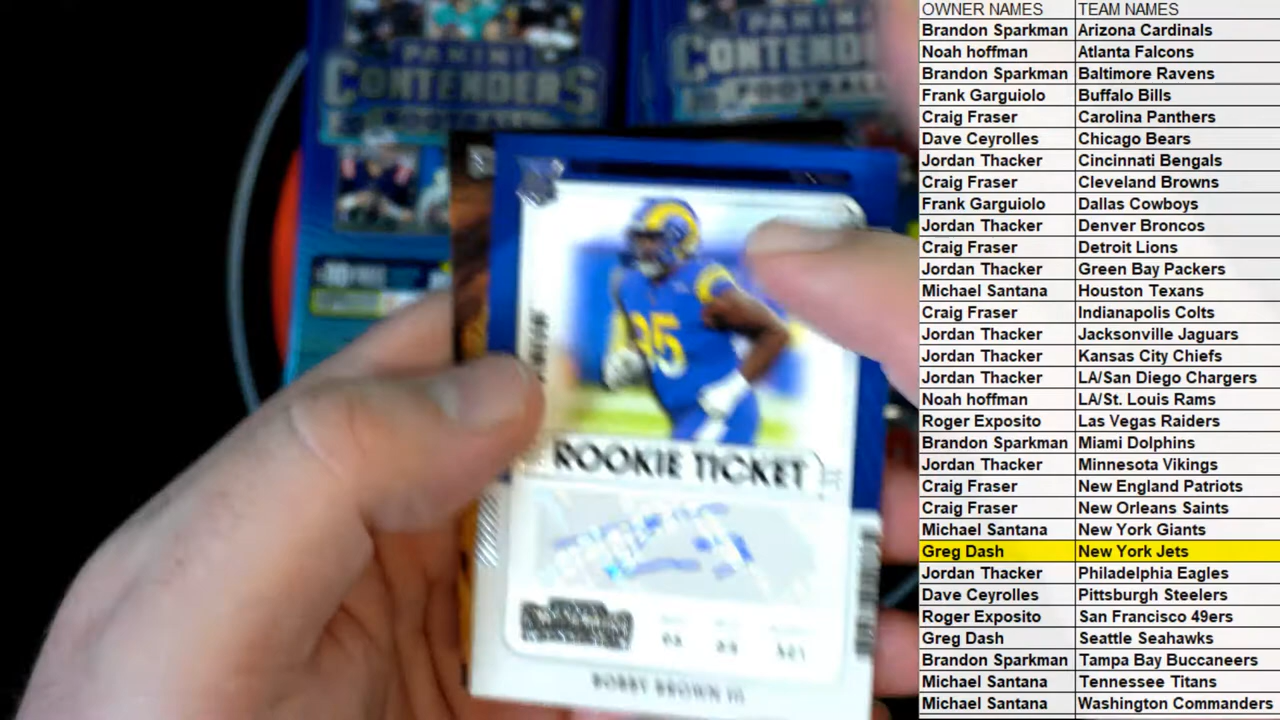 PANINI
CONTENDERS
PANINI
CONTENDERS
FOOTBALL
95
ROOKIE TICKET
BOBBY BROWN III
OWNER NAMES TEAM NAMES
Brandon Sparkman Arizona Cardinals
Noah hoffman Atlanta Falcons
Brandon Sparkman Baltimore Ravens
Frank Garguiolo Buffalo Bills
Craig Fraser Carolina Panthers
Dave Ceyrolles Chicago Bears
Jordan Thacker Cincinnati Bengals
Craig Fraser Cleveland Browns
Frank Garguiolo Dallas Cowboys
Jordan Thacker Denver Broncos
Craig Fraser Detroit Lions
Jordan Thacker Green Bay Packers
Michael Santana Houston Texans
Craig Fraser Indianapolis Colts
Jordan Thacker Jacksonville Jaguars
Jordan Thacker Kansas City Chiefs
Jordan Thacker LA/San Diego Chargers
Noah hoffman LA/St. Louis Rams
Roger Exposito Las Vegas Raiders
Brandon Sparkman Miami Dolphins
Jordan Thacker Minnesota Vikings
Craig Fraser New England Patriots
Craig Fraser New Orleans Saints
Michael Santana New York Giants
Greg Dash New York Jets
Jordan Thacker Philadelphia Eagles
Dave Ceyrolles Pittsburgh Steelers
Roger Exposito San Francisco 49ers
Greg Dash Seattle Seahawks
Brandon Sparkman Tampa Bay Buccaneers
Michael Santana Tennessee Titans
Michael Santana Washington Commanders